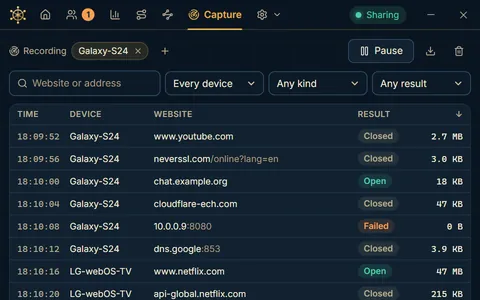 1 Capture Sharing
Recording Galaxy-S24 × + Pause
Website or address Every device Any kind Any result
TIME DEVICE WEBSITE RESULT ↓
18:09:52 Galaxy-S24 www.youtube.com Closed 2.7 MB
18:09:56 Galaxy-S24 neverssl.com/online?lang=en Closed 3.0 KB
18:10:00 Galaxy-S24 chat.example.org Open 18 KB
18:10:04 Galaxy-S24 cloudflare-ech.com Closed 47 KB
18:10:08 Galaxy-S24 10.0.0.9:8080 Failed 0 B
18:10:12 Galaxy-S24 dns.google:853 Closed 3.9 KB
18:10:16 LG-webOS-TV www.netflix.com Open 47 MB
18:10:20 LG-webOS-TV api-global.netflix.com Closed 215 KB